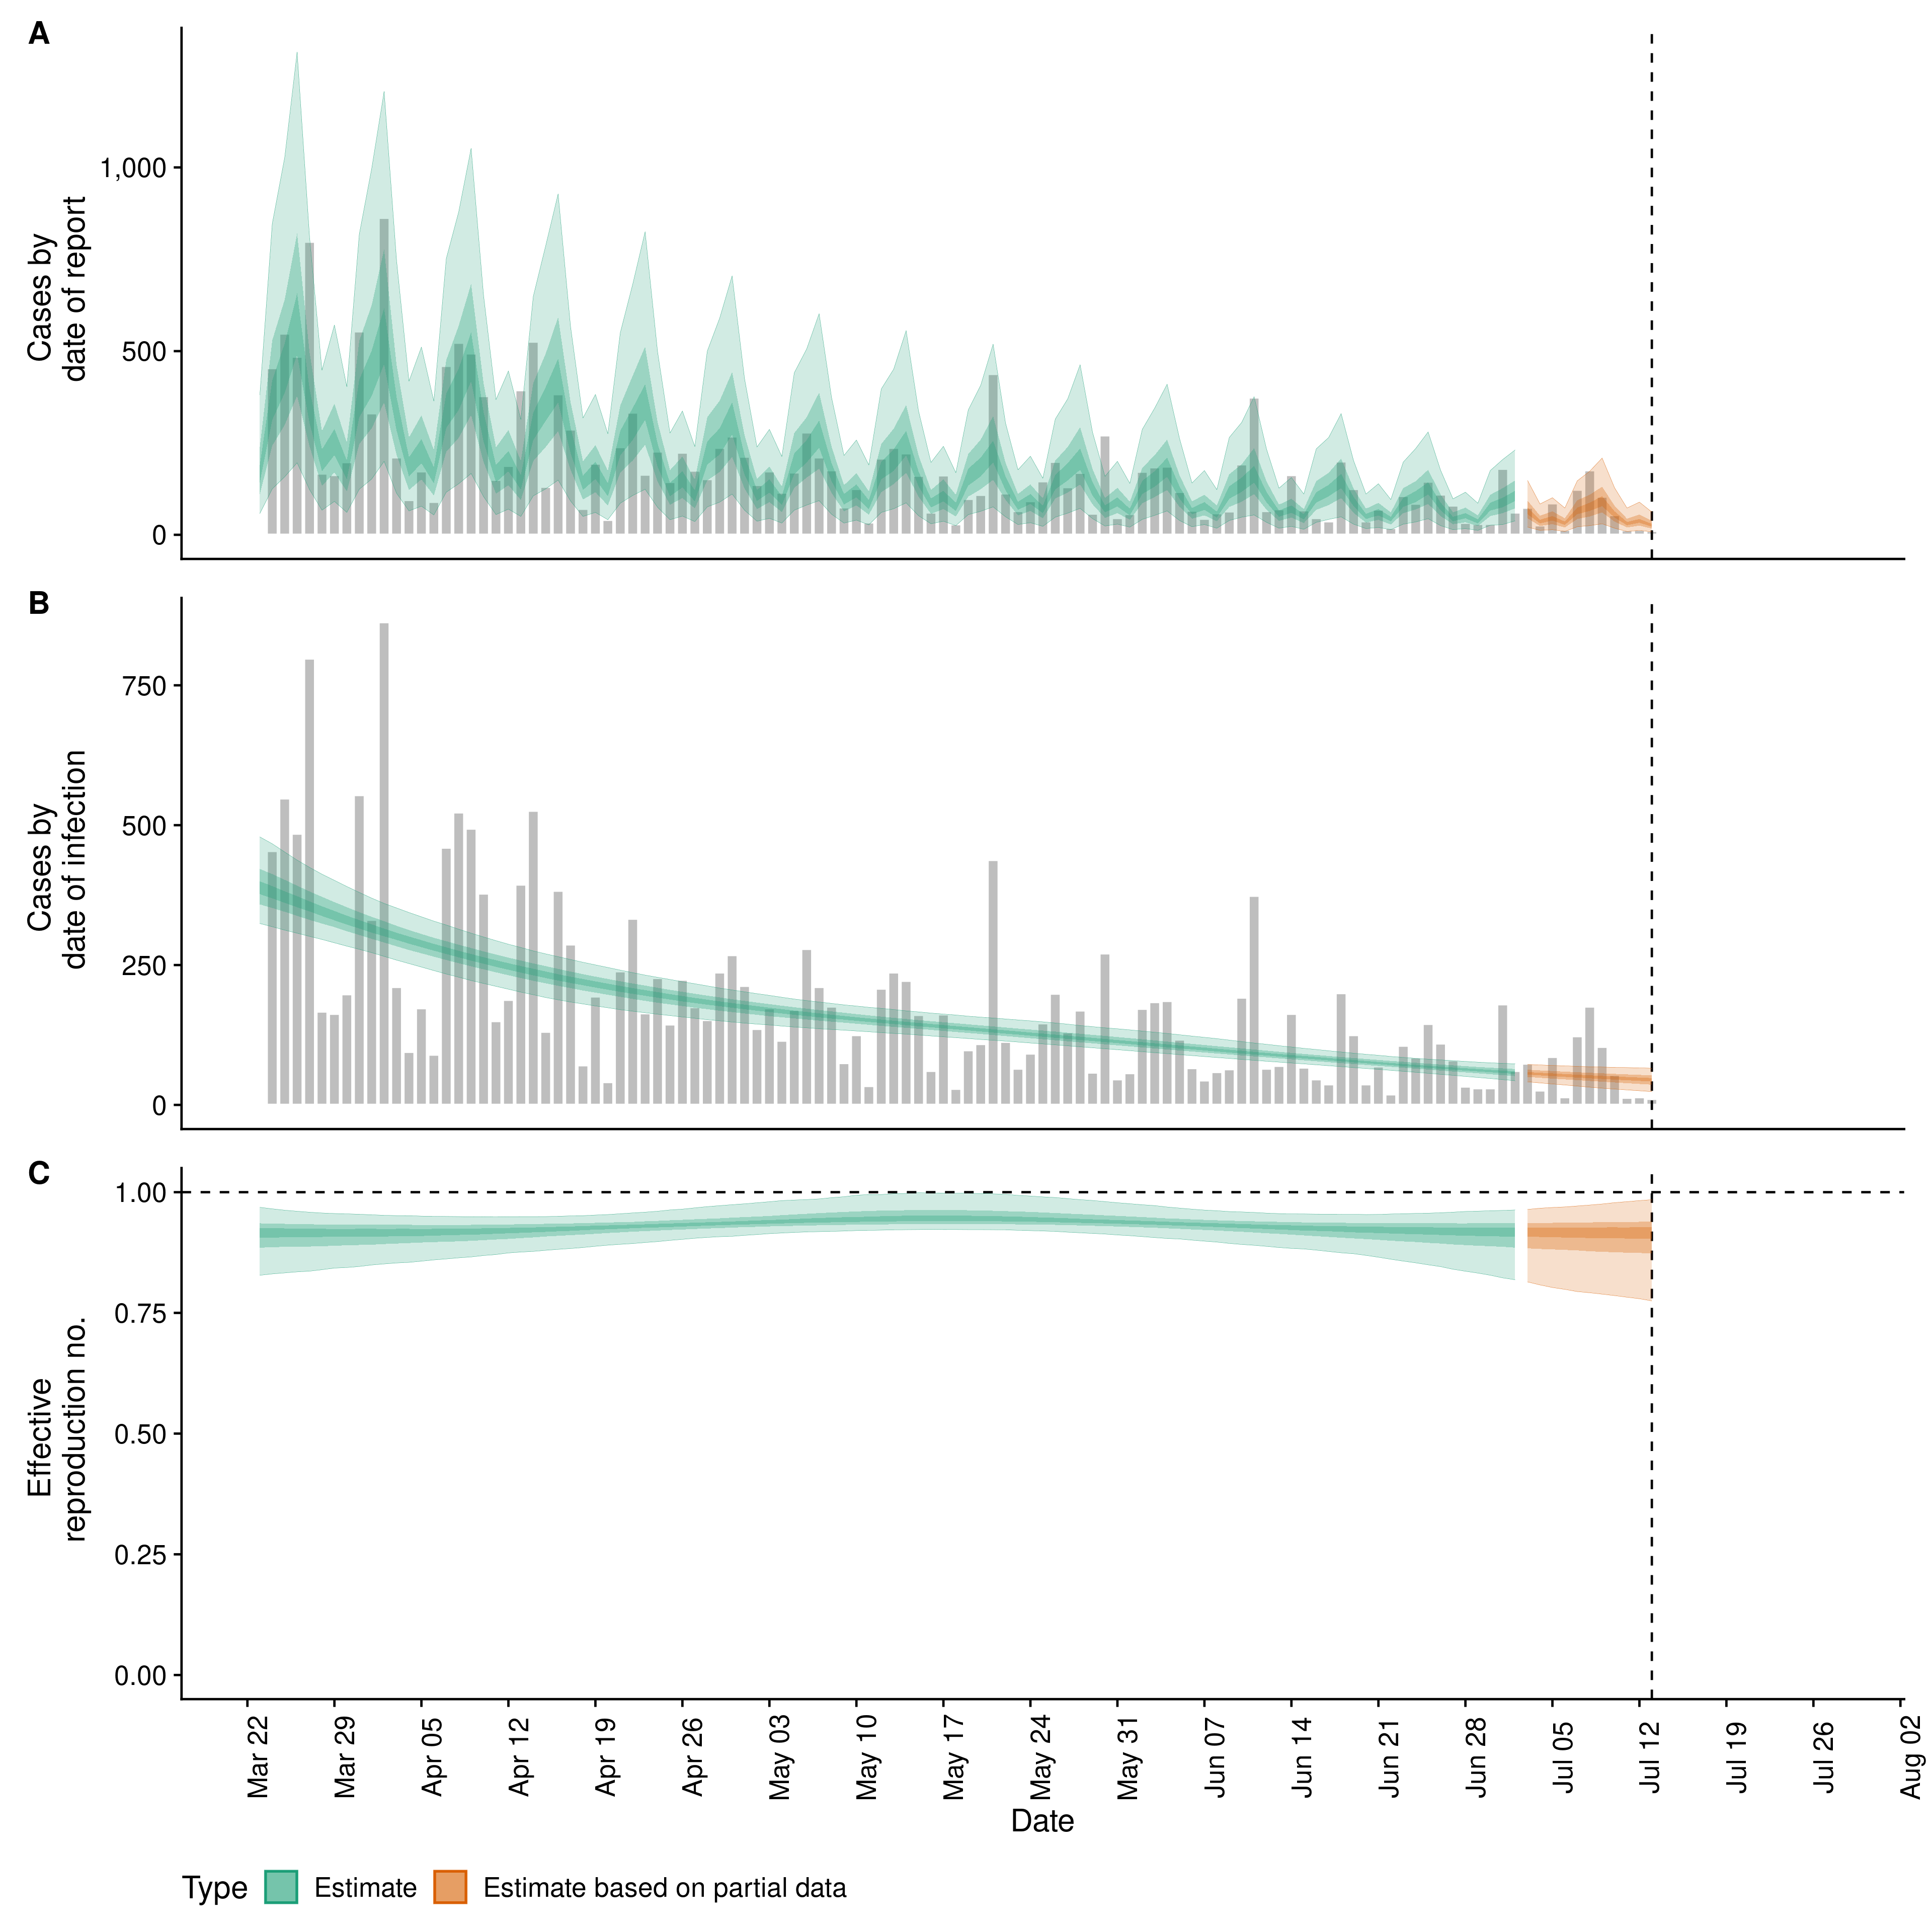 A
Cases by
date of report
1,000
500
0
B
Cases by
date of infection
750
500
250
0
C
Effective
reproduction no.
1.00
0.75
0.50
0.25
0.00
Mar 22
Mar 29
Apr 05
Apr 12
Apr 19
Apr 26
May 03
May 10
May 17
May 24
May 31
Jun 07
Jun 14
Jun 21
Jun 28
Jul 05
Jul 12
Jul 19
Jul 26
Aug 02
Date
Type Estimate Estimate based on partial data